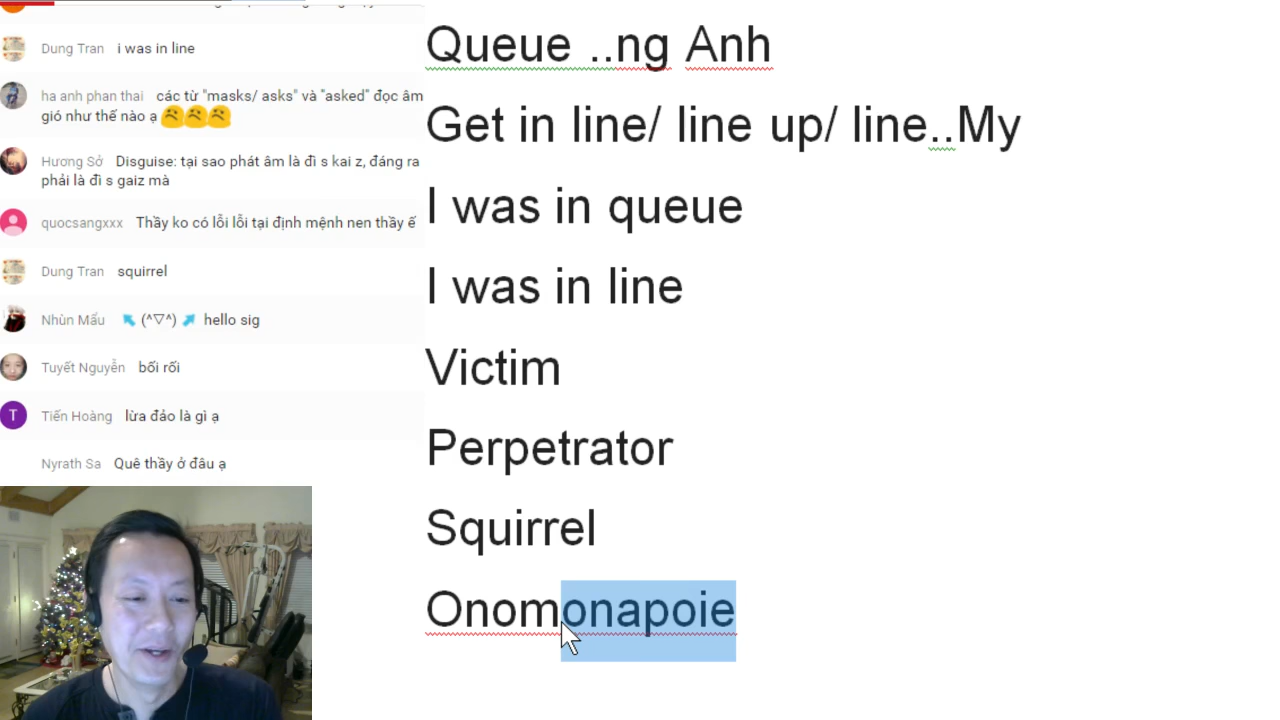 Dung Tran i was in line
ha anh phan thai các từ "masks/ asks" và "asked" đọc âm
gió như thế nào ạ
Hương Sở Disguise: tại sao phát âm là đì s kai z, đáng ra
phải là đì s gaiz mà
quocsangxxx Thầy ko có lỗi lỗi tại định mệnh nen thầy ế
Dung Tran squirrel
Nhùn Mẩu (^▽^) hello sig
Tuyết Nguyễn bối rối
T Tiến Hoàng lừa đảo là gì ạ
Nyrath Sa Quê thầy ở đâu ạ
Queue ..ng Anh
Get in line/ line up/ line..My
I was in queue
I was in line
Victim
Perpetrator
Squirrel
Onomonapoie